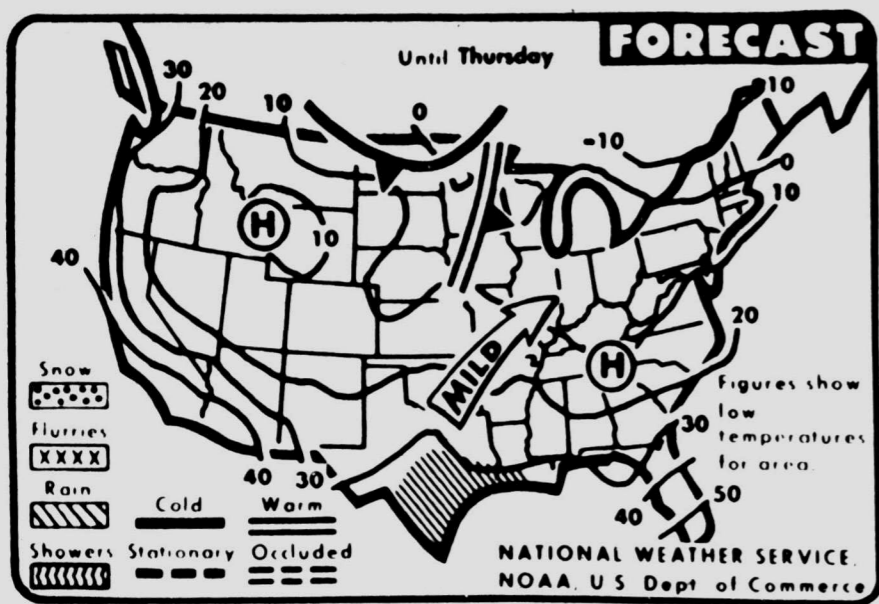 FORECAST
Until Thursday
30
20
10
0
-10
10
0
10
H
10
40
20
MILD
H
Snow
Flurries
Rain
Showers
Cold
Warm
Stationary
Occluded
40
30
Figures show
low
temperatures
for area.
30
50
40
NATIONAL WEATHER SERVICE,
NOAA, U S Dept of Commerce